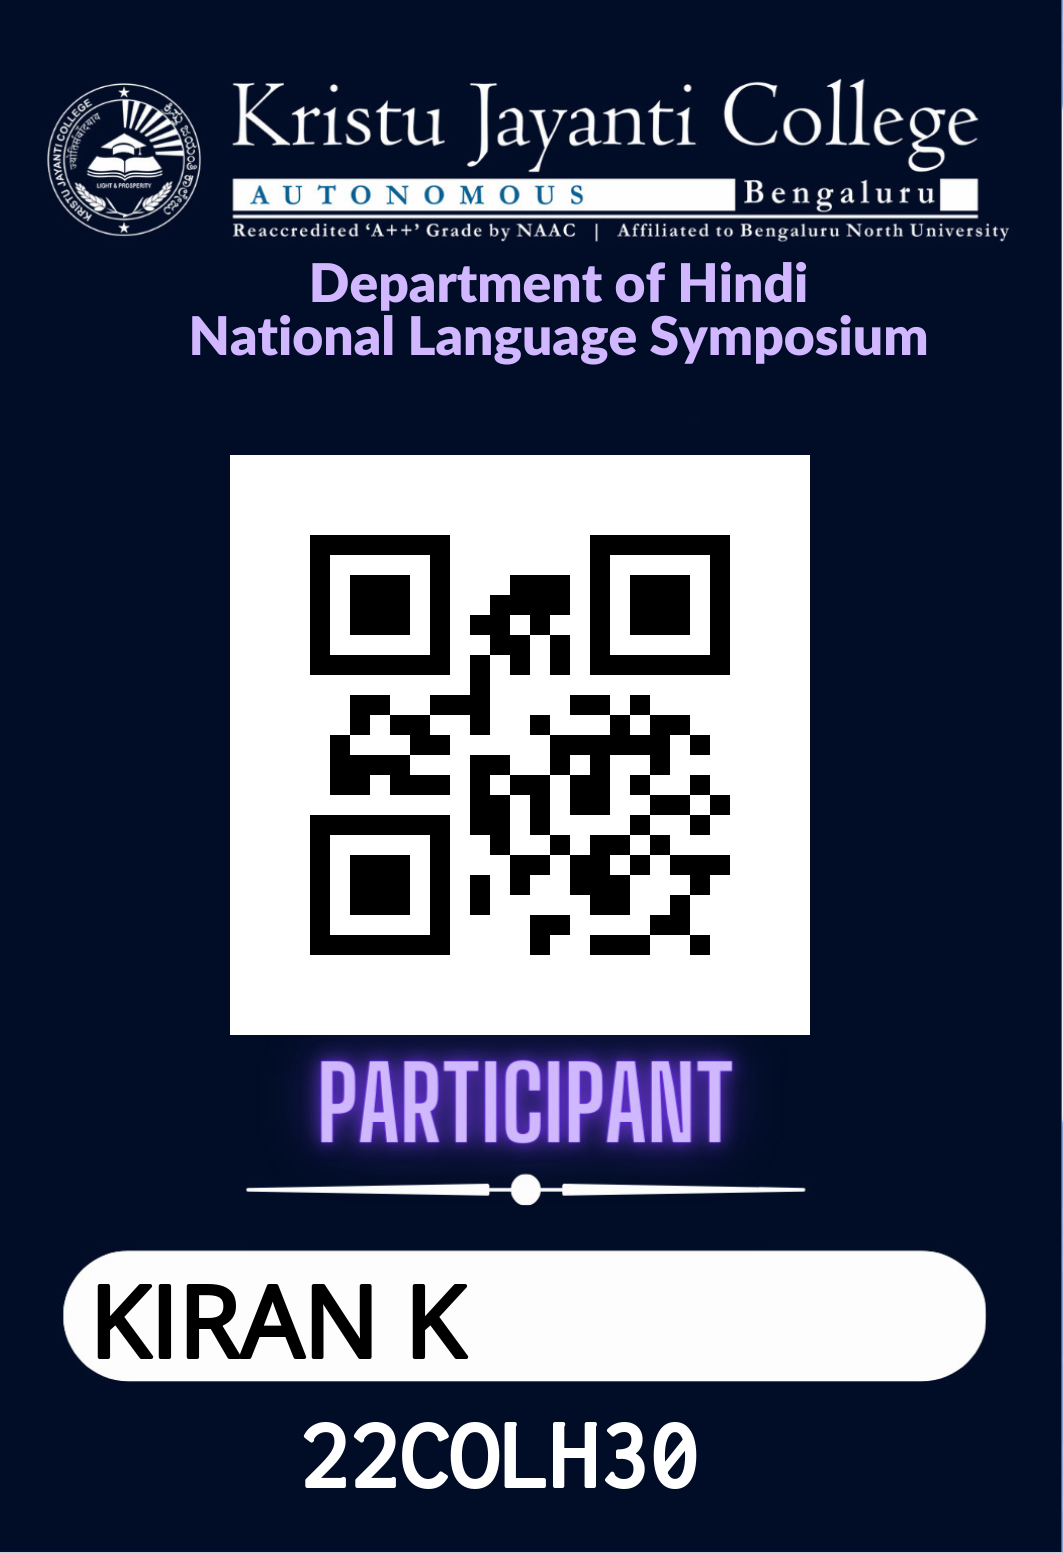 KRISTU JAYANTI COLLEGE
ಕ್ರಿಸ್ತು ಜಯಂತಿ ಕಾಲೇಜು
LIGHT & PROSPERITY
Kristu Jayanti College
AUTONOMOUS Bengaluru
Reaccredited ‘A++’ Grade by NAAC | Affiliated to Bengaluru North University
Department of Hindi
National Language Symposium
PARTICIPANT
KIRAN K
22COLH30